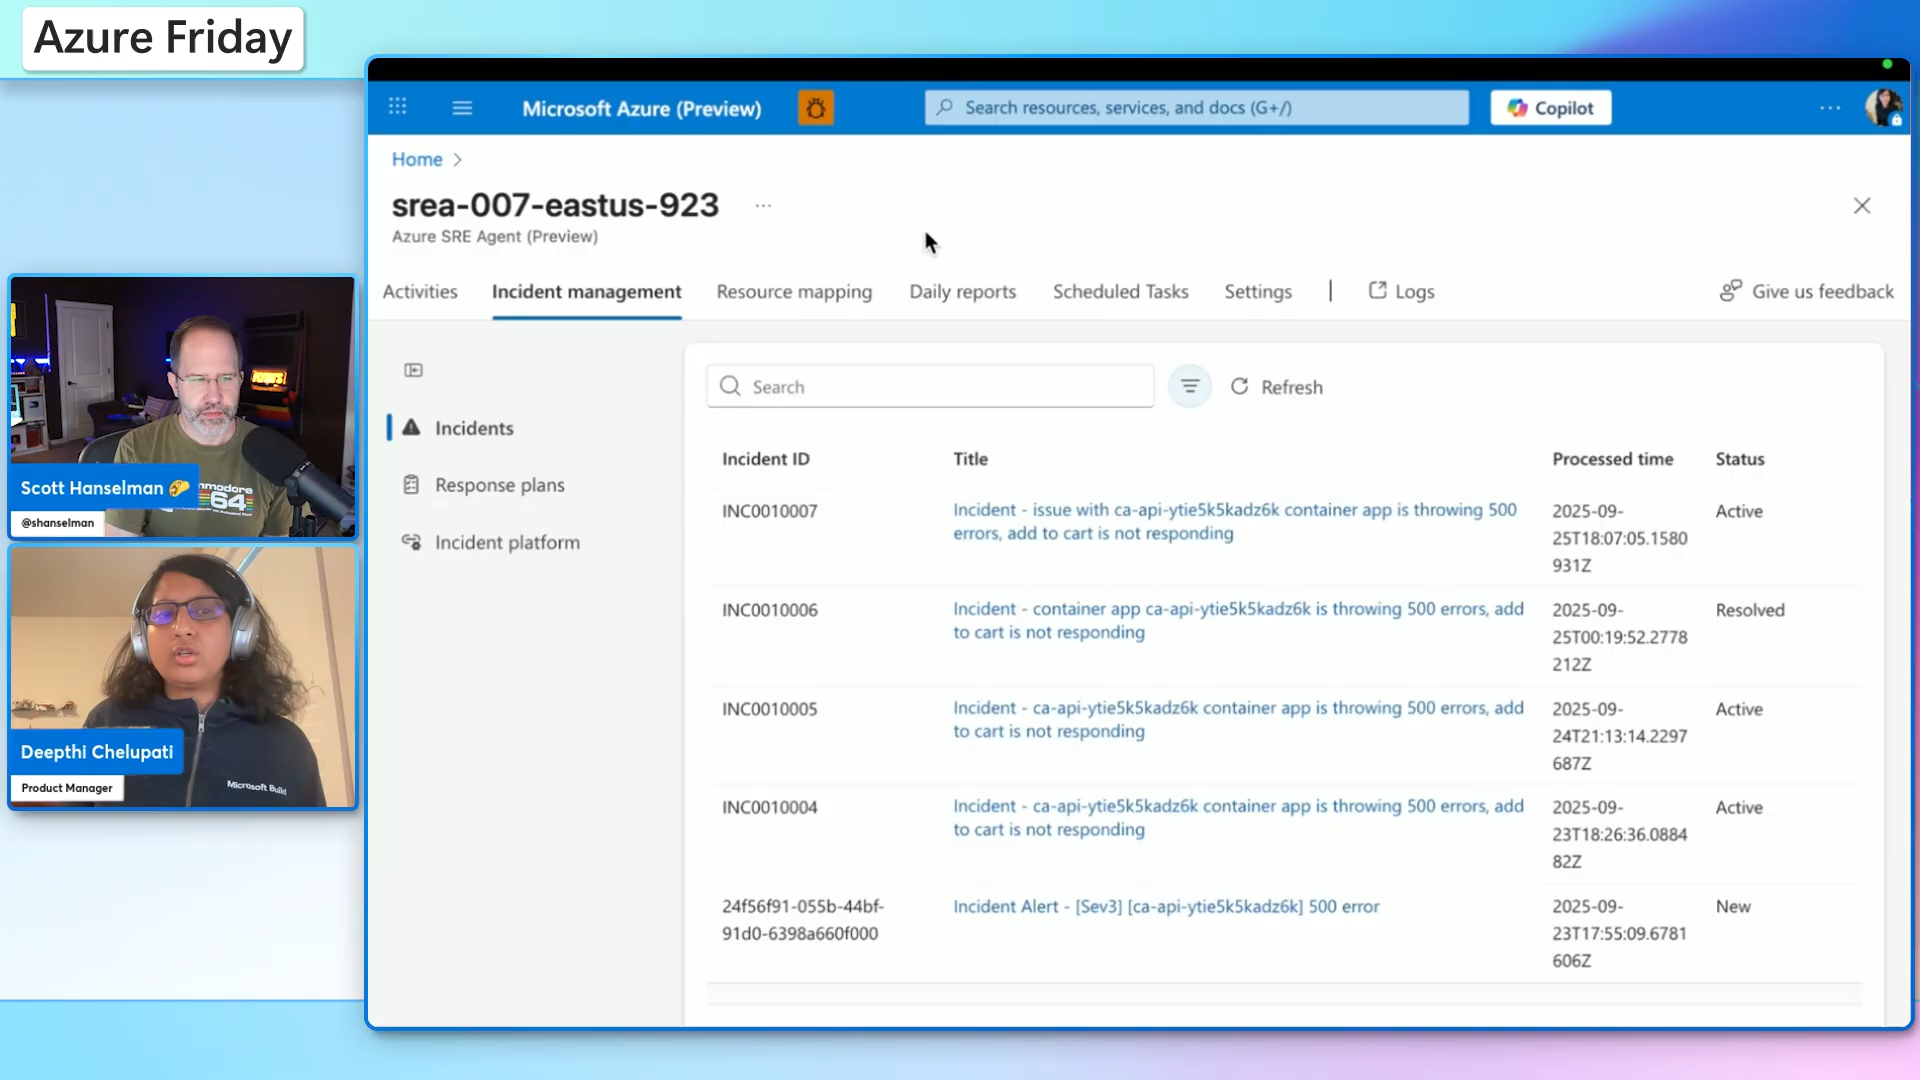 Azure Friday
Microsoft Azure (Preview)
Search resources, services, and docs (G+/)
Copilot
Home
srea-007-eastus-923
Azure SRE Agent (Preview)
Activities
Incident management
Resource mapping
Daily reports
Scheduled Tasks
Settings
Logs
Give us feedback
Incidents
Response plans
Incident platform
Search
Refresh
Incident ID Title Processed time Status
INC0010007
Incident - issue with ca-api-ytie5k5kadz6k container app is throwing 500
errors, add to cart is not responding
2025-09-
25T18:07:05.1580
931Z
Active
INC0010006
Incident - container app ca-api-ytie5k5kadz6k is throwing 500 errors, add
to cart is not responding
2025-09-
25T00:19:52.2778
212Z
Resolved
INC0010005
Incident - ca-api-ytie5k5kadz6k container app is throwing 500 errors, add
to cart is not responding
2025-09-
24T21:13:14.2297
687Z
Active
INC0010004
Incident - ca-api-ytie5k5kadz6k container app is throwing 500 errors, add
to cart is not responding
2025-09-
23T18:26:36.0884
82Z
Active
24f56f91-055b-44bf-
91d0-6398a660f000
Incident Alert - [Sev3] [ca-api-ytie5k5kadz6k] 500 error
2025-09-
23T17:55:09.6781
606Z
New
Scott Hanselman
@shanselman
64
Deepthi Chelupati
Product Manager
Microsoft Build